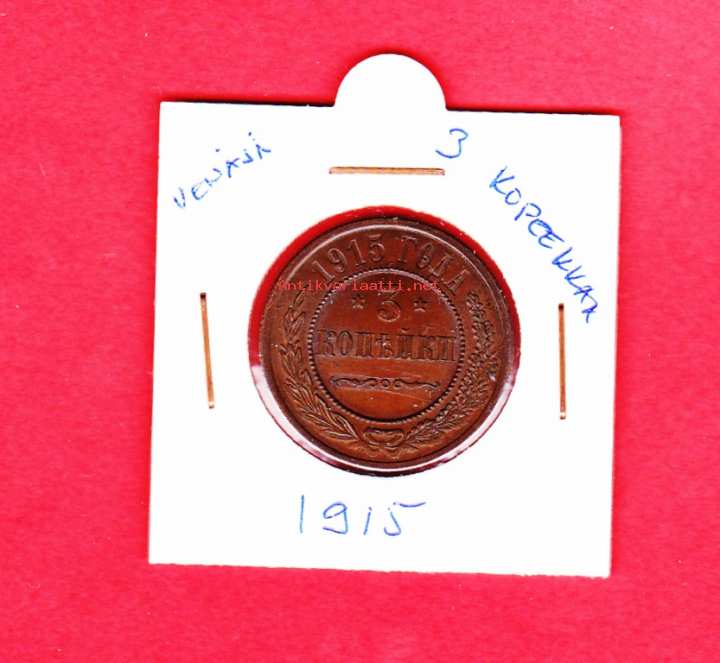 VENÄJÄ
3 KOPEEKKAA
1915 ГОДА
Antikvariaatti.net
3
КОПѢЙКИ
1915